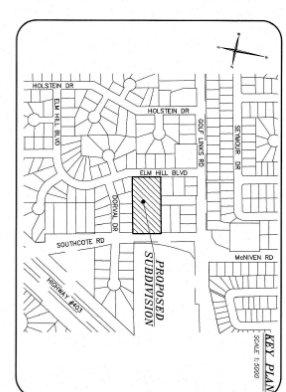 HOLSTEIN DR
HOLSTEIN DR
ELM HILL BLVD
GOLF LINKS RD
SEYMOUR DR
ELM HILL BLVD
DORVAL DR
SOUTHCOTE RD
McNIVEN RD
HIGHWAY #403
PROPOSED
SUBDIVISION
KEY PLAN
SCALE 1: 5000